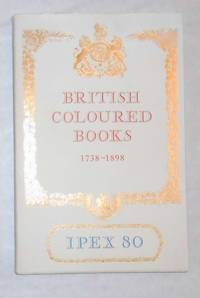 BRITISH
COLOURED
BOOKS
1738-1898
IPEX 80